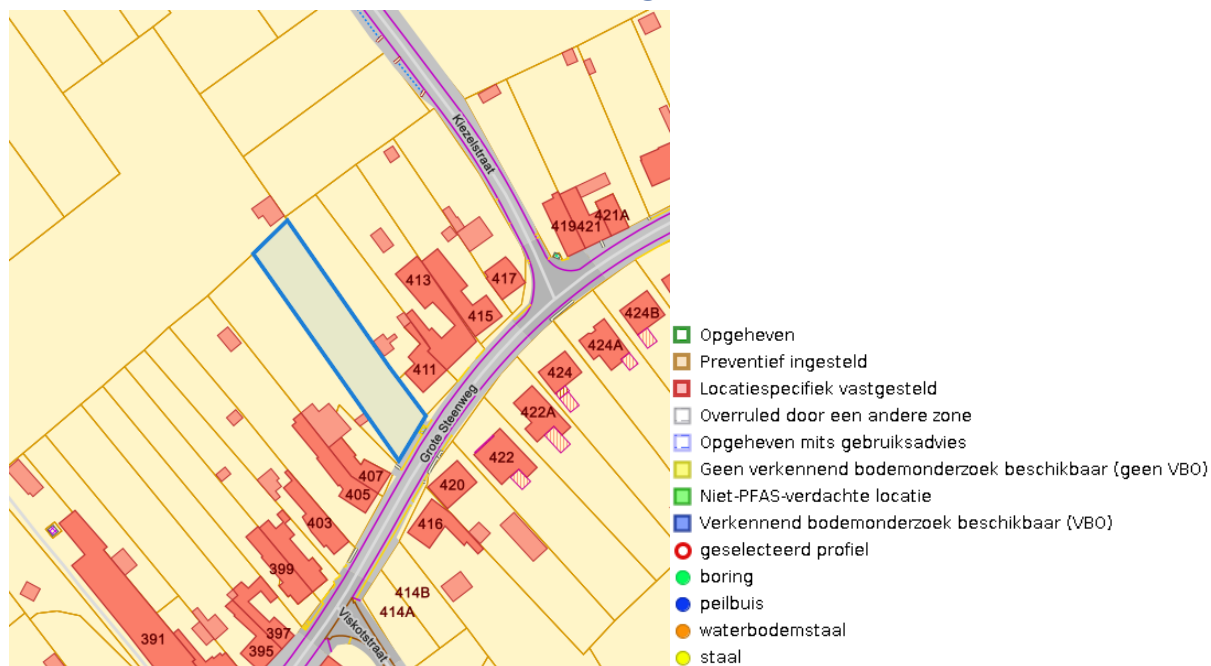 Kiezelstraat
419
421
421A
413
417
415
424B
424A
411
424
Grote Steenweg
422A
422
407
405
420
403
416
399
414B
414A
391
397
395
Viskotstraat
Opgeheven
Preventief ingesteld
Locatiespecifiek vastgesteld
Overruled door een andere zone
Opgeheven mits gebruiksadvies
Geen verkennend bodemonderzoek beschikbaar (geen VBO)
Niet-PFAS-verdachte locatie
Verkennend bodemonderzoek beschikbaar (VBO)
geselecteerd profiel
boring
peilbuis
waterbodemstaal
staal